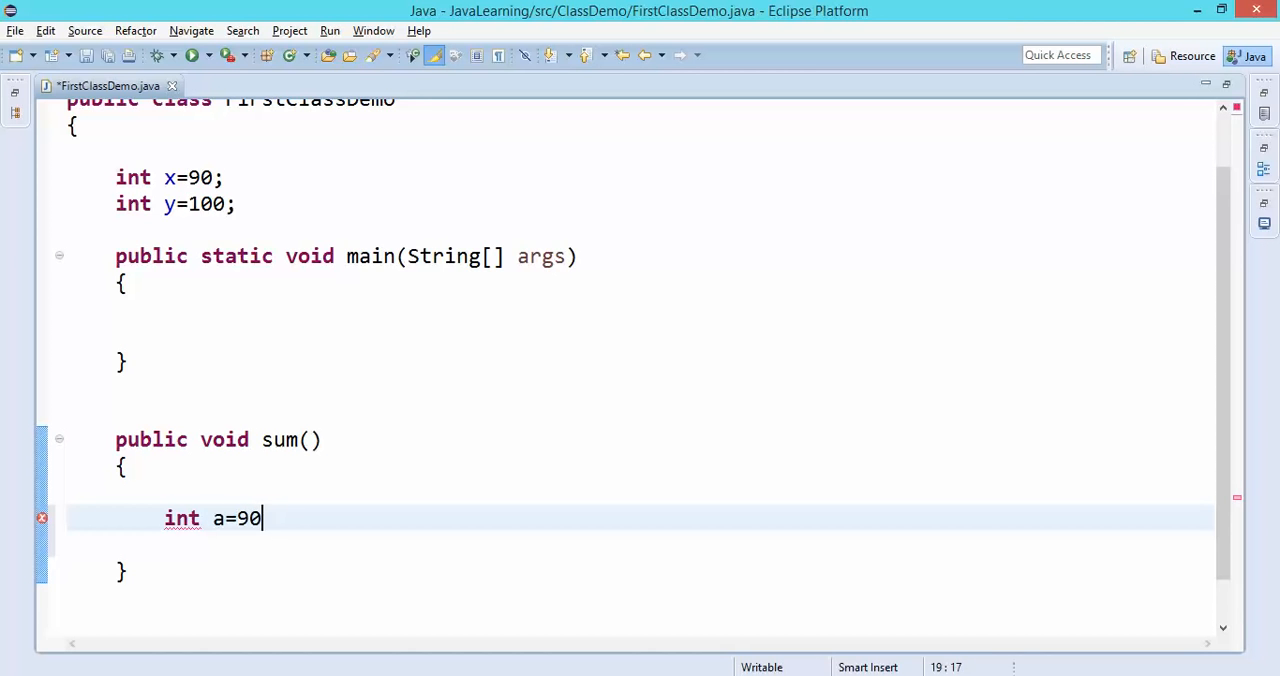 Java - JavaLearning/src/ClassDemo/FirstClassDemo.java - Eclipse Platform
File Edit Source Refactor Navigate Search Project Run Window Help
Quick Access Resource Java
*FirstClassDemo.java
public class FirstClassDemo
{
int x=90;
int y=100;
public static void main(String[] args)
{
}
public void sum()
{
int a=90
}
Writable Smart Insert 19 : 17